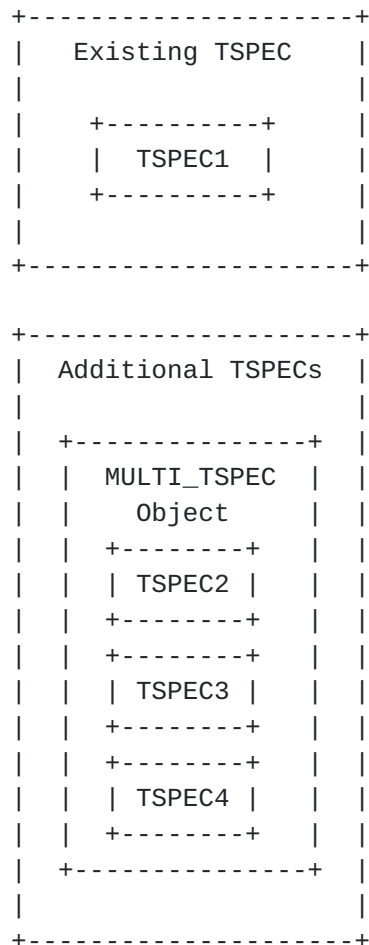 Existing TSPEC
TSPEC1
Additional TSPECs
MULTI_TSPEC
Object
TSPEC2
TSPEC3
TSPEC4